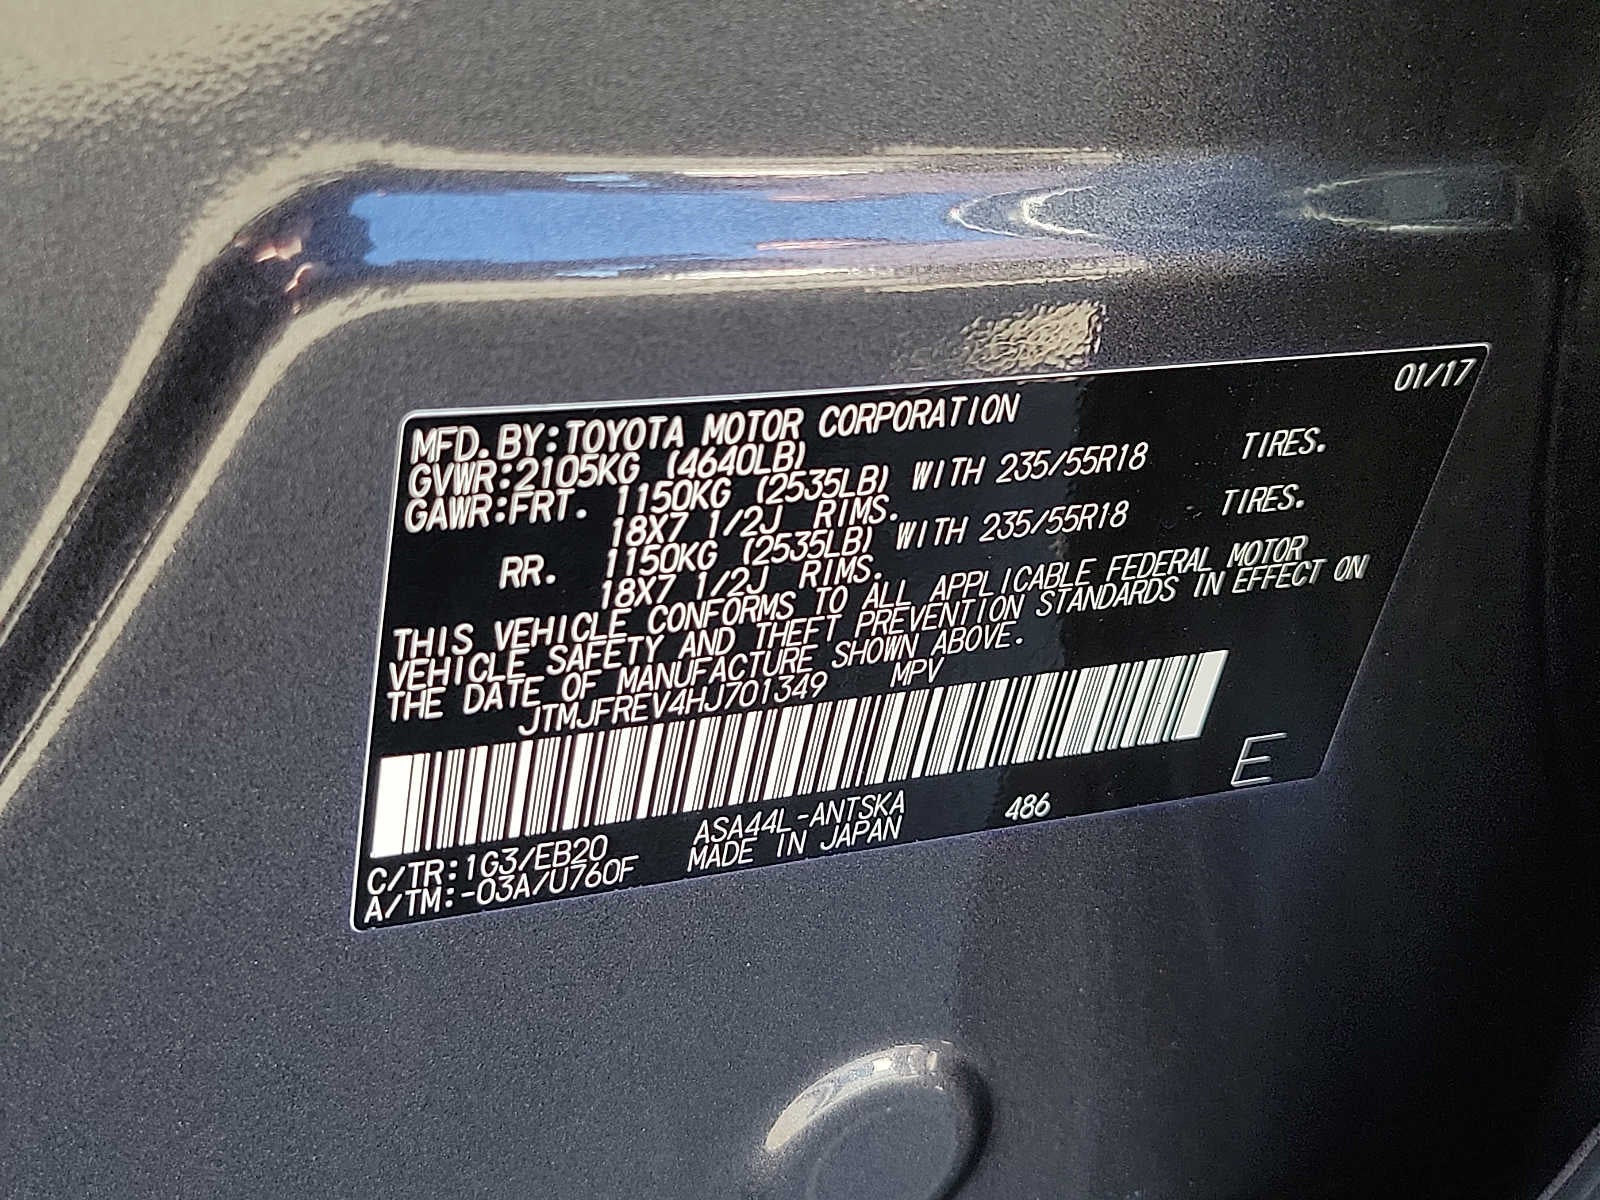 01/17
MFD.BY:TOYOTA MOTOR CORPORATION
GVWR:2105KG (4640LB)
GAWR:FRT. 1150KG (2535LB) WITH 235/55R18 TIRES.
18X7 1/2J RIMS.
RR. 1150KG (2535LB) WITH 235/55R18 TIRES.
18X7 1/2J RIMS.
THIS VEHICLE CONFORMS TO ALL APPLICABLE FEDERAL MOTOR
VEHICLE SAFETY AND THEFT PREVENTION STANDARDS IN EFFECT ON
THE DATE OF MANUFACTURE SHOWN ABOVE.
JTMJFREV4HJ701349 MPV
E
C/TR:1G3/EB20 ASA44L-ANTSKA 486
A/TM:-03A/U760F MADE IN JAPAN